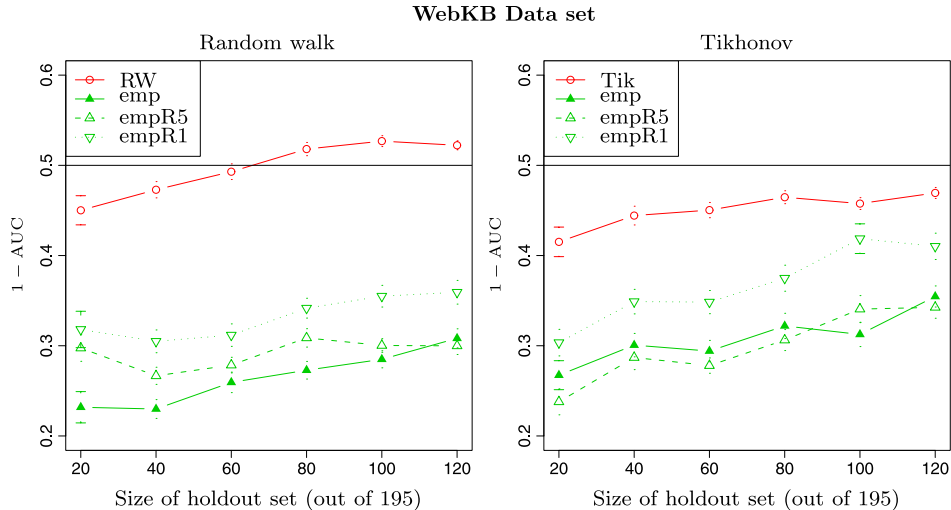 WebKB Data set
Random walk
RW
emp
empR5
empR1
0.6
0.5
0.4
0.3
0.2
1 − AUC
20 40 60 80 100 120
Size of holdout set (out of 195)
Tikhonov
Tik
emp
empR5
empR1
0.6
0.5
0.4
0.3
0.2
1 − AUC
20 40 60 80 100 120
Size of holdout set (out of 195)